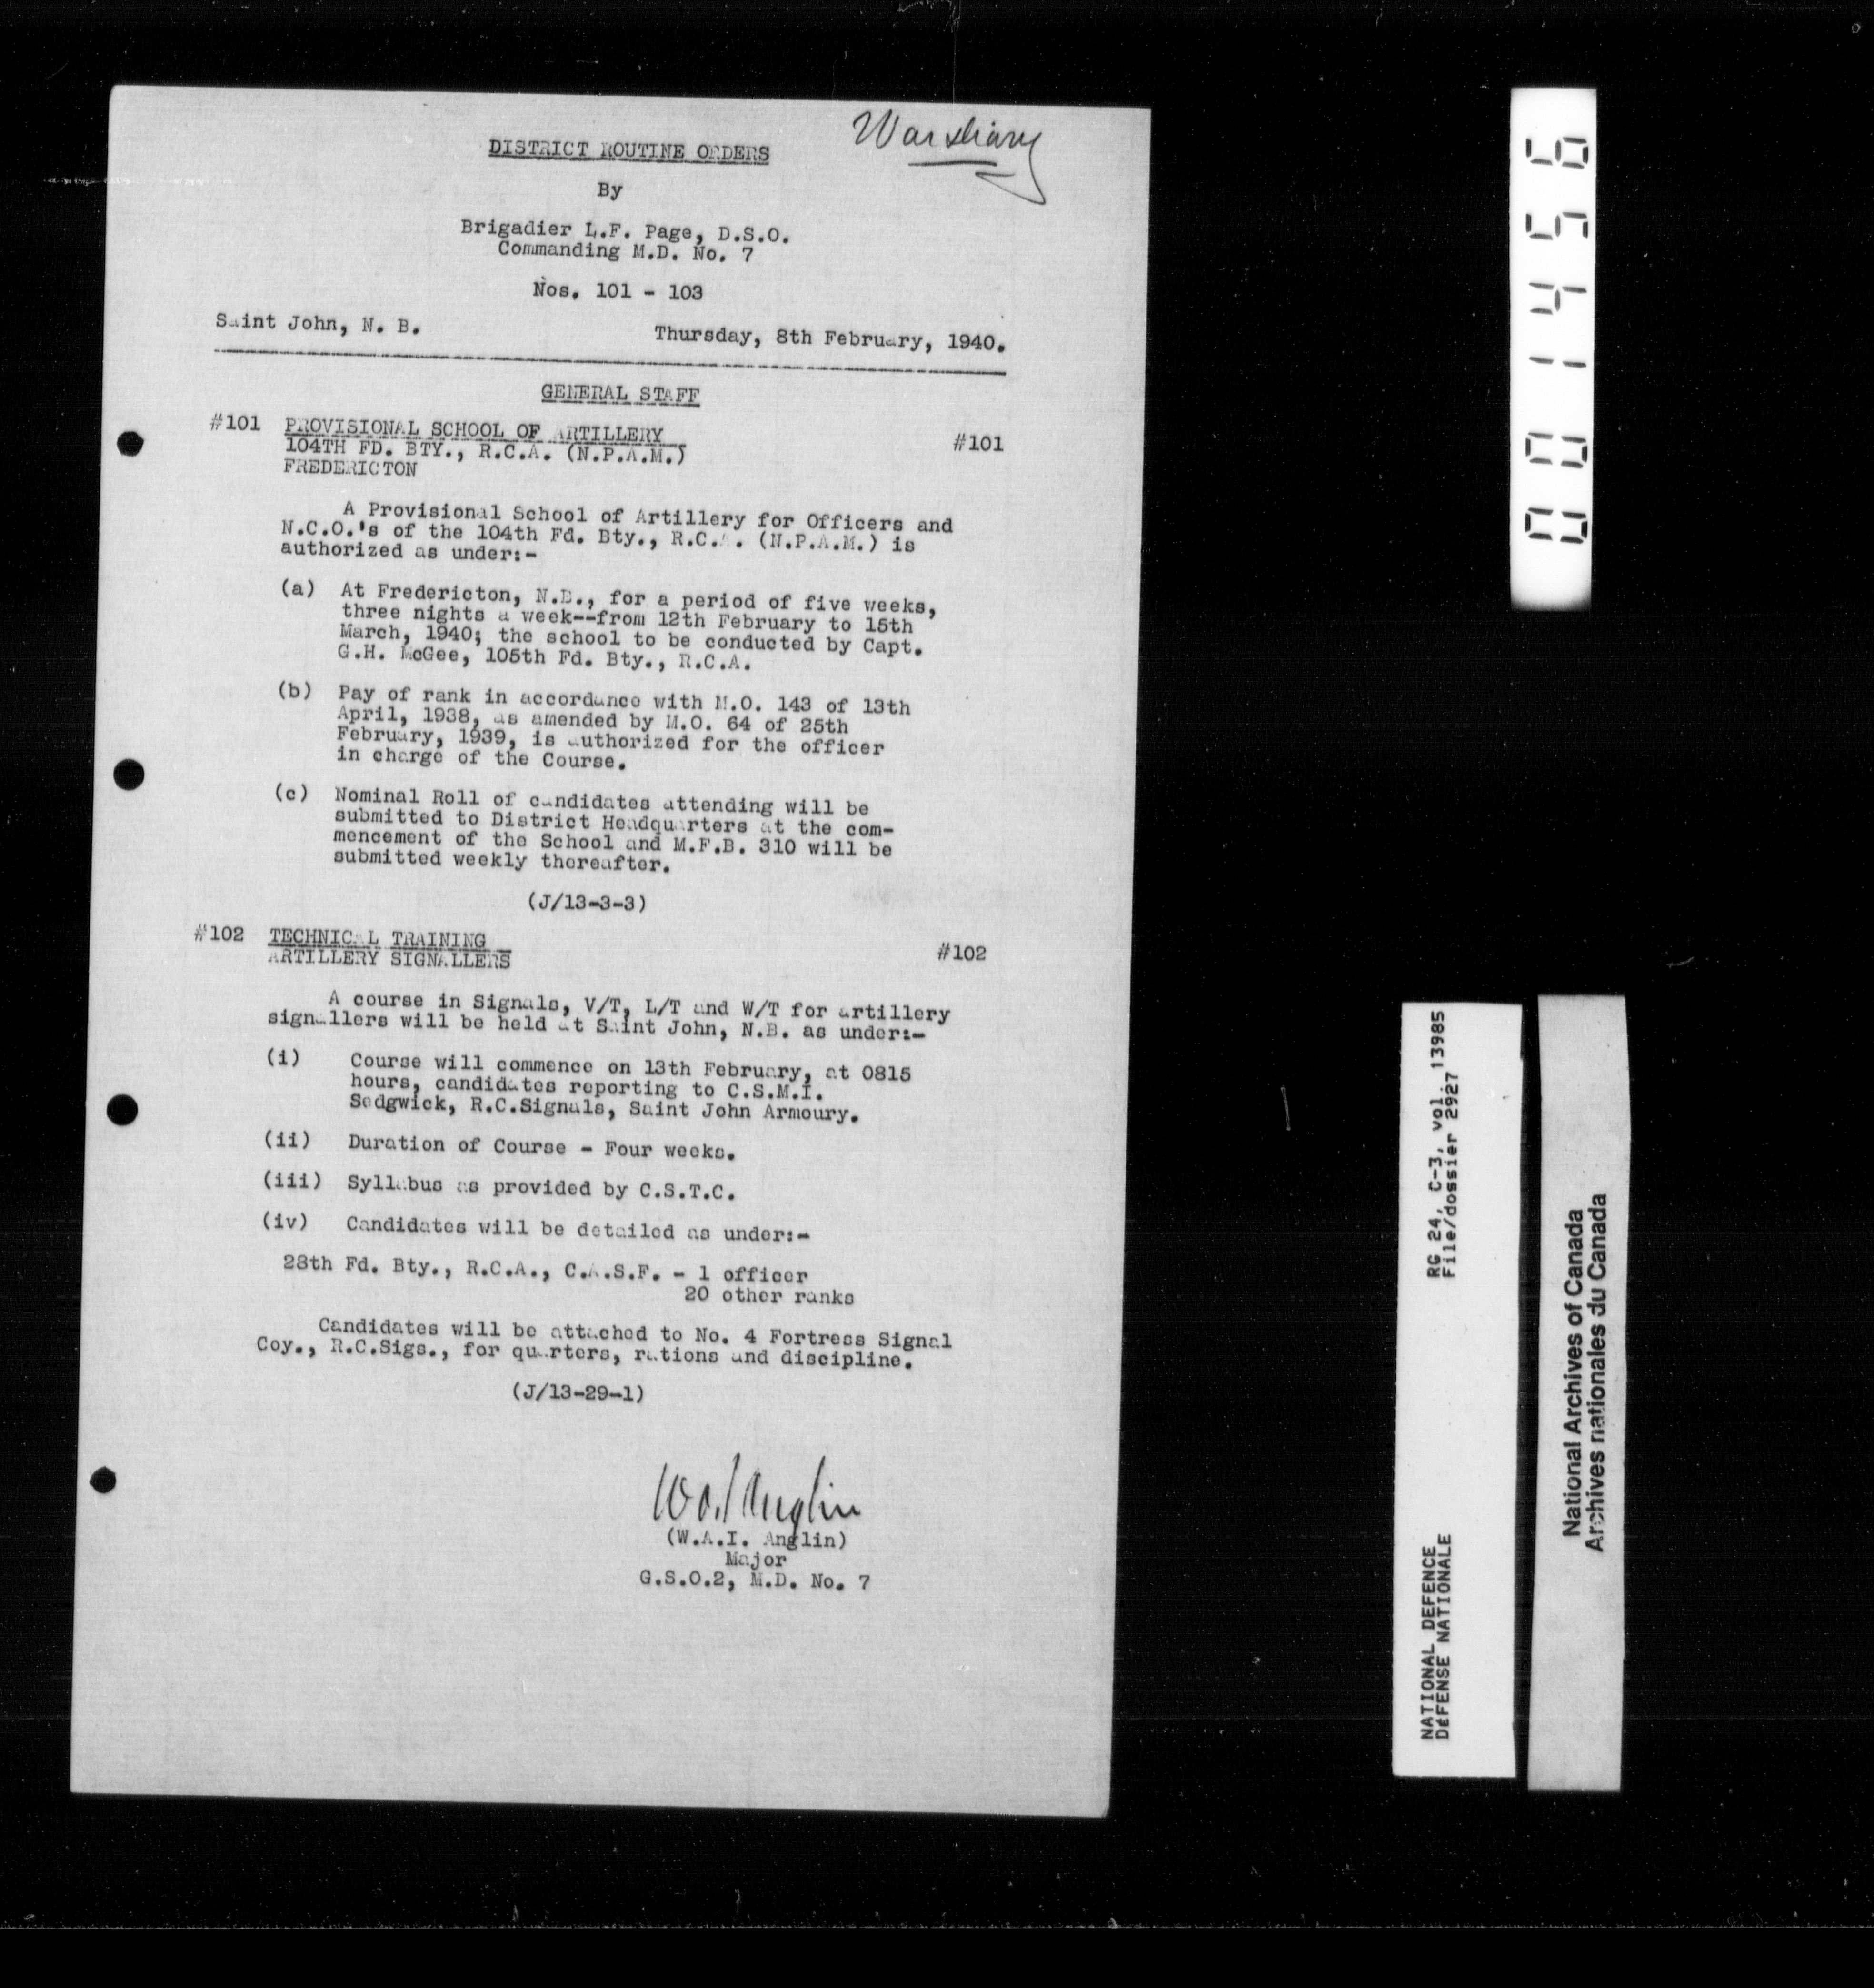 War diary
DISTRICT ROUTINE ORDERS
By
Brigadier L.F. Page, D.S.O.
Commanding M.D. No. 7
Nos. 101 - 103
Saint John, N. B. Thursday, 8th February, 1940.
GENERAL STAFF
#101 PROVISIONAL SCHOOL OF ARTILLERY #101
104TH FD. BTY., R.C.A. (N.P.A.M.)
FREDERICTON
A Provisional School of Artillery for Officers and
N.C.O.'s of the 104th Fd. Bty., R.C.A. (N.P.A.M.) is
authorized as under:-
(a) At Fredericton, N.B., for a period of five weeks,
three nights a week--from 12th February to 15th
March, 1940; the school to be conducted by Capt.
G.H. McGee, 105th Fd. Bty., R.C.A.
(b) Pay of rank in accordance with M.O. 143 of 13th
April, 1938, as amended by M.O. 64 of 25th
February, 1939, is authorized for the officer
in charge of the Course.
(c) Nominal Roll of candidates attending will be
submitted to District Headquarters at the com-
mencement of the School and M.F.B. 310 will be
submitted weekly thereafter.
(J/13-3-3)
#102 TECHNICAL TRAINING #102
ARTILLERY SIGNALLERS
A course in Signals, V/T, L/T and W/T for artillery
signallers will be held at Saint John, N.B. as under:-
(i) Course will commence on 13th February, at 0815
hours, candidates reporting to C.S.M.I.
Sedgwick, R.C.Signals, Saint John Armoury.
(ii) Duration of Course - Four weeks.
(iii) Syllabus as provided by C.S.T.C.
(iv) Candidates will be detailed as under:-
28th Fd. Bty., R.C.A., C.A.S.F. - 1 officer
20 other ranks
Candidates will be attached to No. 4 Fortress Signal
Coy., R.C.Sigs., for quarters, rations and discipline.
(J/13-29-1)
W.A.I. Anglin
(W.A.I. Anglin)
Major
G.S.O.2, M.D. No. 7
001456
RG 24, C-3, vol. 13985
File/dossier 2927
NATIONAL DEFENCE
DéFENSE NATIONALE
National Archives of Canada
Archives nationales du Canada